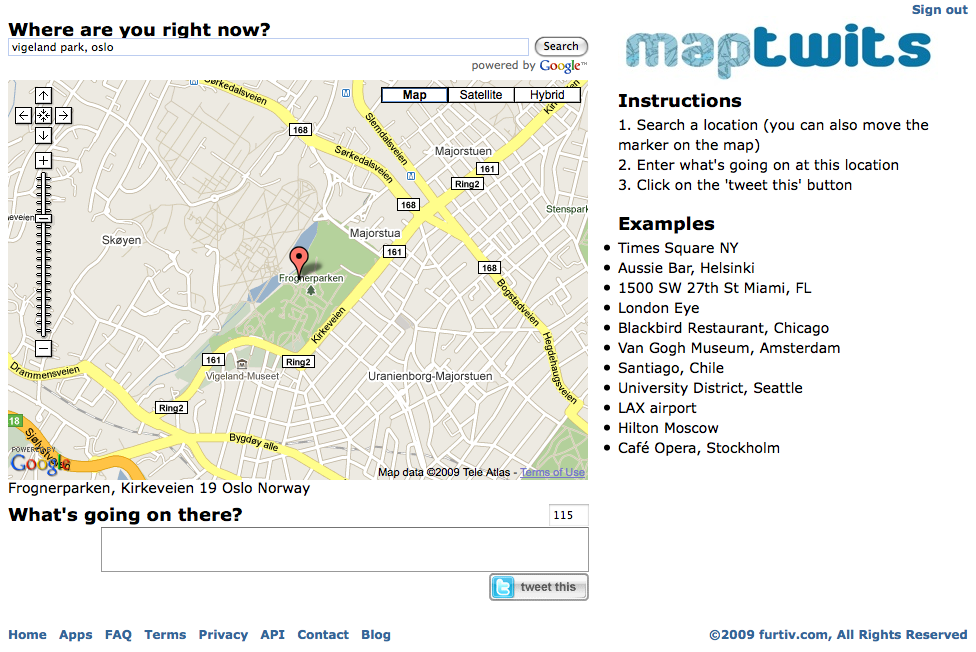 Sign out
Where are you right now?
vigeland park, oslo
Search
powered by Google™
maptwits
Map
Satellite
Hybrid
Sørkedalsveien
Slemdalsveien
168
Sørkedalsveien
Majorstuen
161
Ring2
168
Stenspark
Skøyen
Majorstua
161
168
Frognerparken
Bogstadveien
Kirkeveien
161
Ring2
Vigeland-Museet
Hegdehaugsveien
Drammensveien
Uranienborg-Majorstuen
Ring2
18
Bygdøy alle
POWERED BY
Google
Map data ©2009 Tele Atlas - Terms of Use
Frognerparken, Kirkeveien 19 Oslo Norway
What's going on there?
115
tweet this
Instructions
1. Search a location (you can also move the
marker on the map)
2. Enter what's going on at this location
3. Click on the 'tweet this' button
Examples
Times Square NY
Aussie Bar, Helsinki
1500 SW 27th St Miami, FL
London Eye
Blackbird Restaurant, Chicago
Van Gogh Museum, Amsterdam
Santiago, Chile
University District, Seattle
LAX airport
Hilton Moscow
Café Opera, Stockholm
Home Apps FAQ Terms Privacy API Contact Blog
©2009 furtiv.com, All Rights Reserved